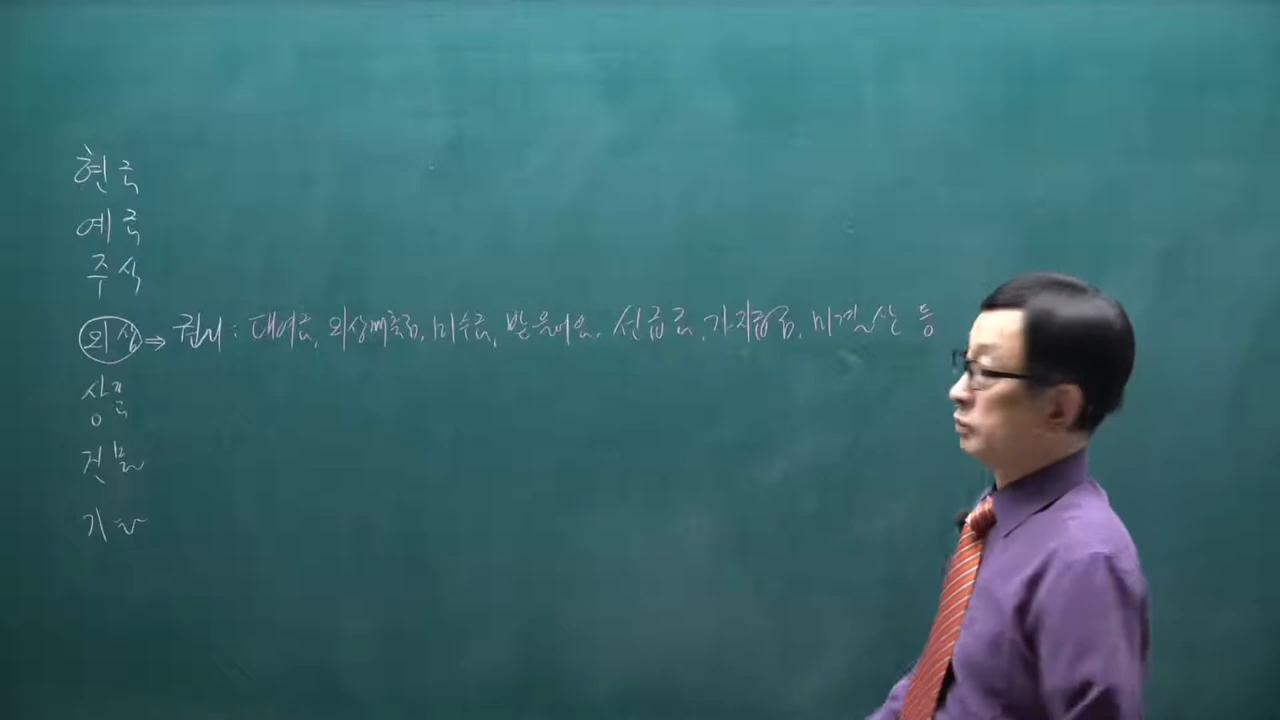 현금
예금
주식
외상 ⇒ 권리 : 대여금, 외상매출금, 미수금, 받을어음, 선급금, 가지급금, 미결산 등
상품
건물
기타